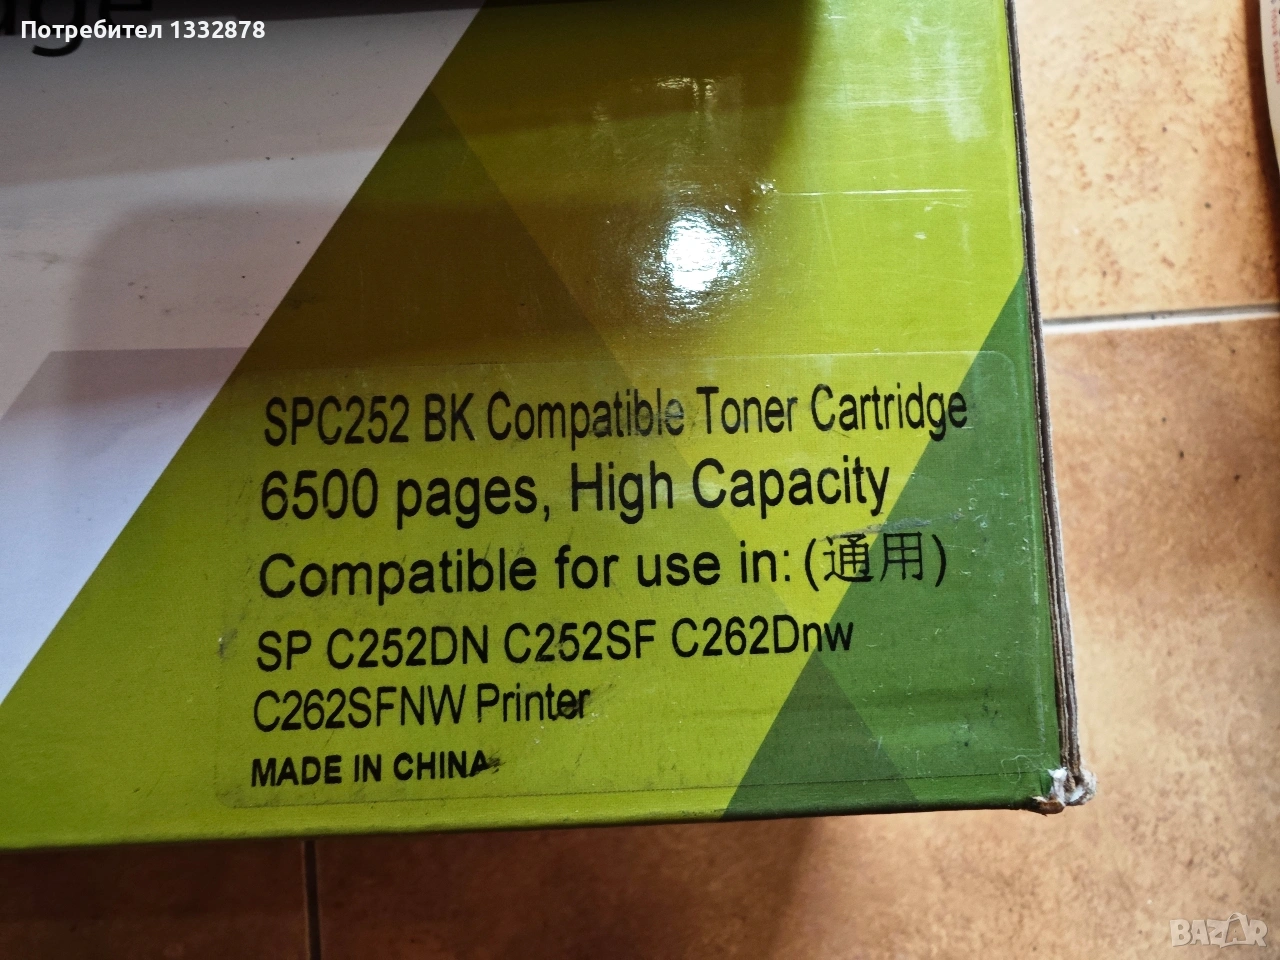 Потребител 1332878
SPC252 BK Compatible Toner Cartridge
6500 pages, High Capacity
Compatible for use in: (通用)
SP C252DN C252SF C262Dnw
C262SFNW Printer
MADE IN CHINA
BAZAR